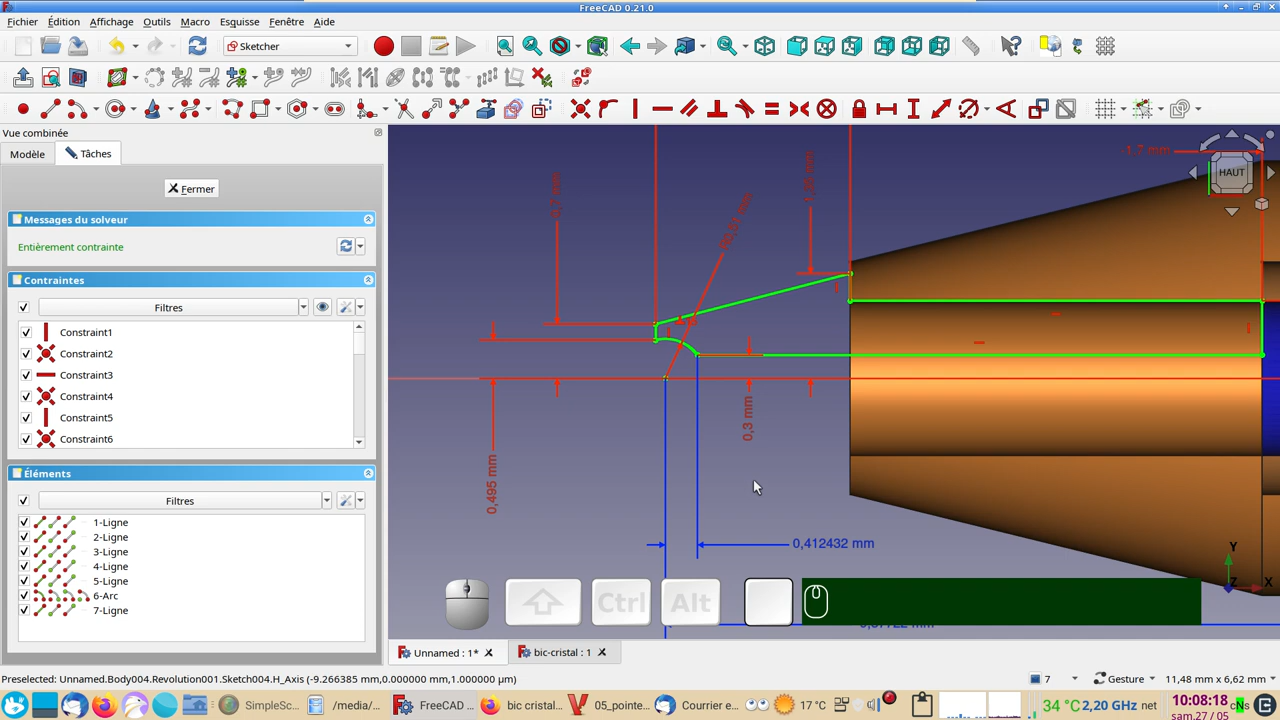 FreeCAD 0.21.0
Fichier Édition Affichage Outils Macro Esquisse Fenêtre Aide
Sketcher
Vue combinée
Modèle Tâches
Fermer
Messages du solveur
Entièrement contrainte
Contraintes
Filtres
Constraint1
Constraint2
Constraint3
Constraint4
Constraint5
Constraint6
Éléments
Filtres
1-Ligne
2-Ligne
3-Ligne
4-Ligne
5-Ligne
6-Arc
7-Ligne
-1,7 mm
HAUT
0,3 mm
0,495 mm
0,412432 mm
Y
Z X
Ctrl Alt
Unnamed : 1* bic-cristal : 1
Preselected: Unnamed.Body004.Revolution001.Sketch004.H_Axis (-9.266385 mm,0.000000 mm,1.000000 µm)
7 Gesture 11,48 mm x 6,62 mm
SimpleSc... /media/... FreeCAD ... bic cristal... 05_pointe... Courrier e... 17 °C 34 °C 2,20 GHz net 10:08:18
sam.27/05